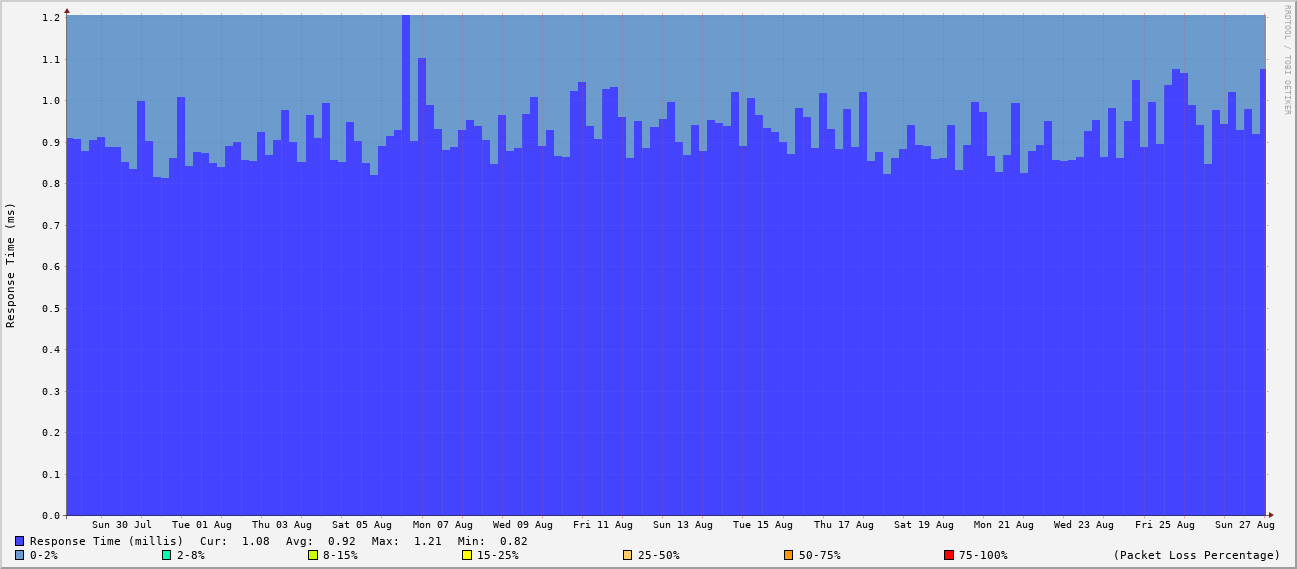 RRDTOOL / TOBI OETIKER
Response Time (ms)
1.2
1.1
1.0
0.9
0.8
0.7
0.6
0.5
0.4
0.3
0.2
0.1
0.0
Sun 30 Jul Tue 01 Aug Thu 03 Aug Sat 05 Aug Mon 07 Aug Wed 09 Aug Fri 11 Aug Sun 13 Aug Tue 15 Aug Thu 17 Aug Sat 19 Aug Mon 21 Aug Wed 23 Aug Fri 25 Aug Sun 27 Aug
Response Time (millis) Cur: 1.08 Avg: 0.92 Max: 1.21 Min: 0.82
0-2% 2-8% 8-15% 15-25% 25-50% 50-75% 75-100% (Packet Loss Percentage)